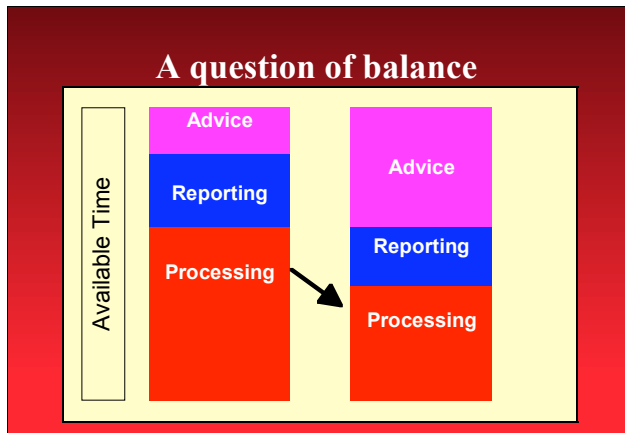 A question of balance
Available Time
Advice
Reporting
Processing
Advice
Reporting
Processing